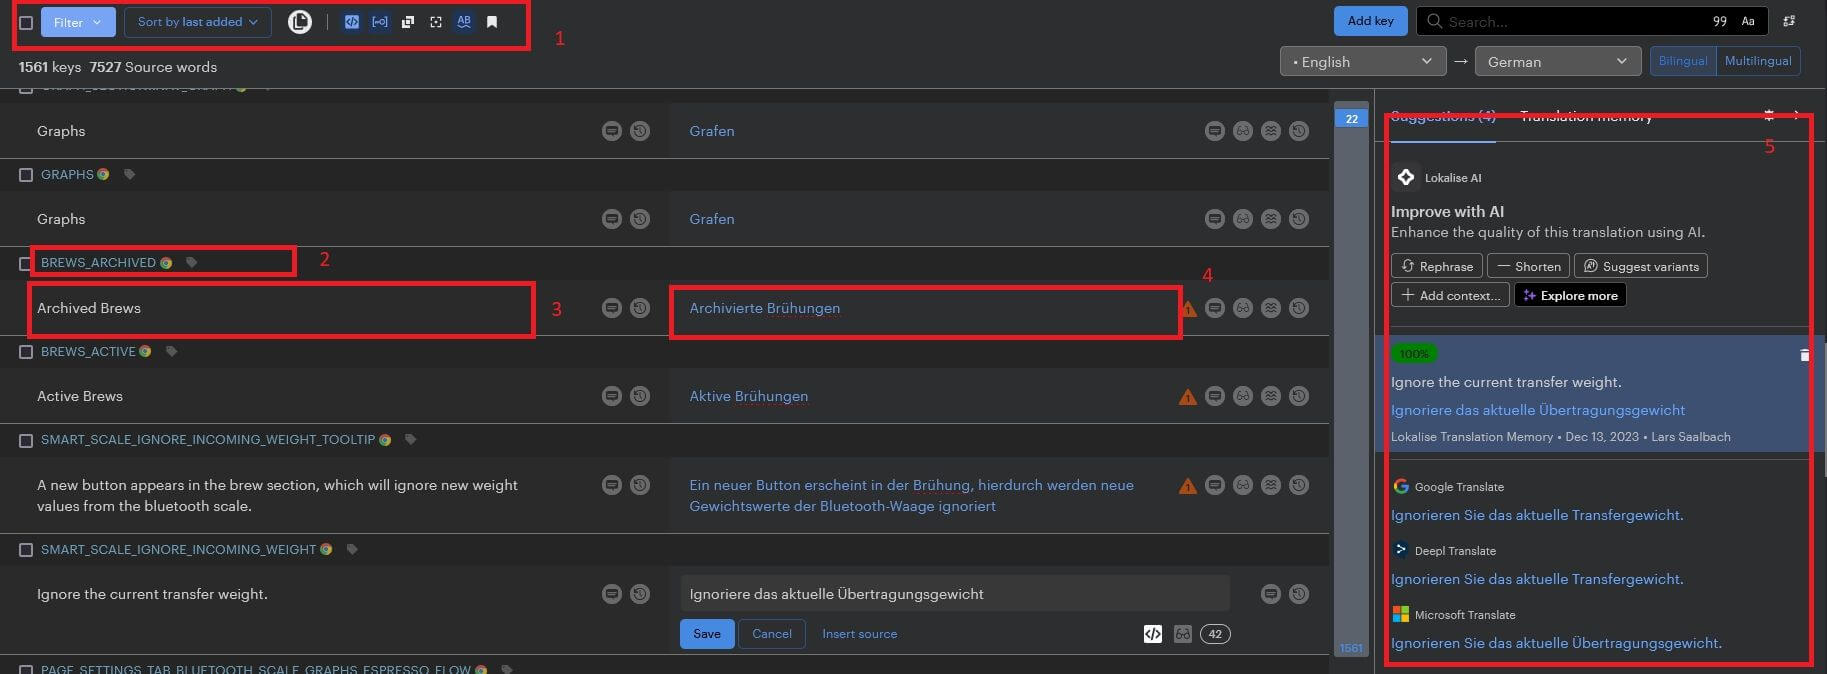 Filter
Sort by last added
AB
1
Add key
Search...
99 Aa
1561 keys 7527 Source words
• English → German
Bilingual Multilingual
Graphs
Grafen
22
Suggestions (4)
Translation memory
5
GRAPHS
Graphs
Grafen
BREWS_ARCHIVED
2
Archived Brews
3
Archivierte Brühungen
4
1
BREWS_ACTIVE
Active Brews
Aktive Brühungen
1
SMART_SCALE_IGNORE_INCOMING_WEIGHT_TOOLTIP
A new button appears in the brew section, which will ignore new weight
values from the bluetooth scale.
Ein neuer Button erscheint in der Brühung, hierdurch werden neue
Gewichtswerte der Bluetooth-Waage ignoriert
1
SMART_SCALE_IGNORE_INCOMING_WEIGHT
Ignore the current transfer weight.
Ignoriere das aktuelle Übertragungsgewicht
Save Cancel Insert source
42
1561
PAGE_SETTINGS_TAB_BLUETOOTH_SCALE_GRAPHS_ESPRESSO_FLOW
Lokalise AI
Improve with AI
Enhance the quality of this translation using AI.
Rephrase Shorten Suggest variants
Add context... Explore more
100%
Ignore the current transfer weight.
Ignoriere das aktuelle Übertragungsgewicht
Lokalise Translation Memory • Dec 13, 2023 • Lars Saalbach
Google Translate
Ignorieren Sie das aktuelle Transfergewicht.
Deepl Translate
Ignorieren Sie das aktuelle Transfergewicht.
Microsoft Translate
Ignorieren Sie das aktuelle Übertragungsgewicht.